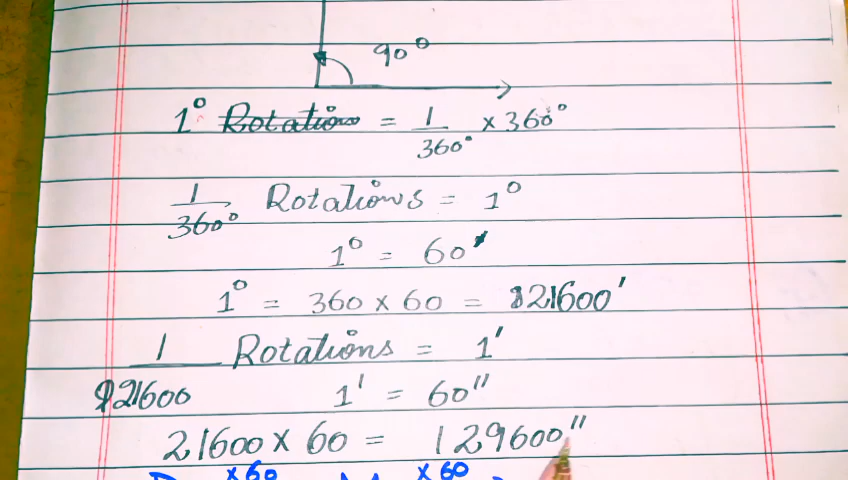 90°
1° Rotation = 1/360° × 360°
1/360° Rotations = 1°
1° = 60'
1° = 360 × 60 = 21600'
1/21600 Rotations = 1'
1' = 60"
21600 × 60 = 129600"
×60 ×60